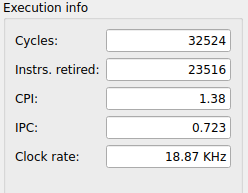 Execution info
Cycles: 32524
Instrs. retired: 23516
CPI: 1.38
IPC: 0.723
Clock rate: 18.87 KHz